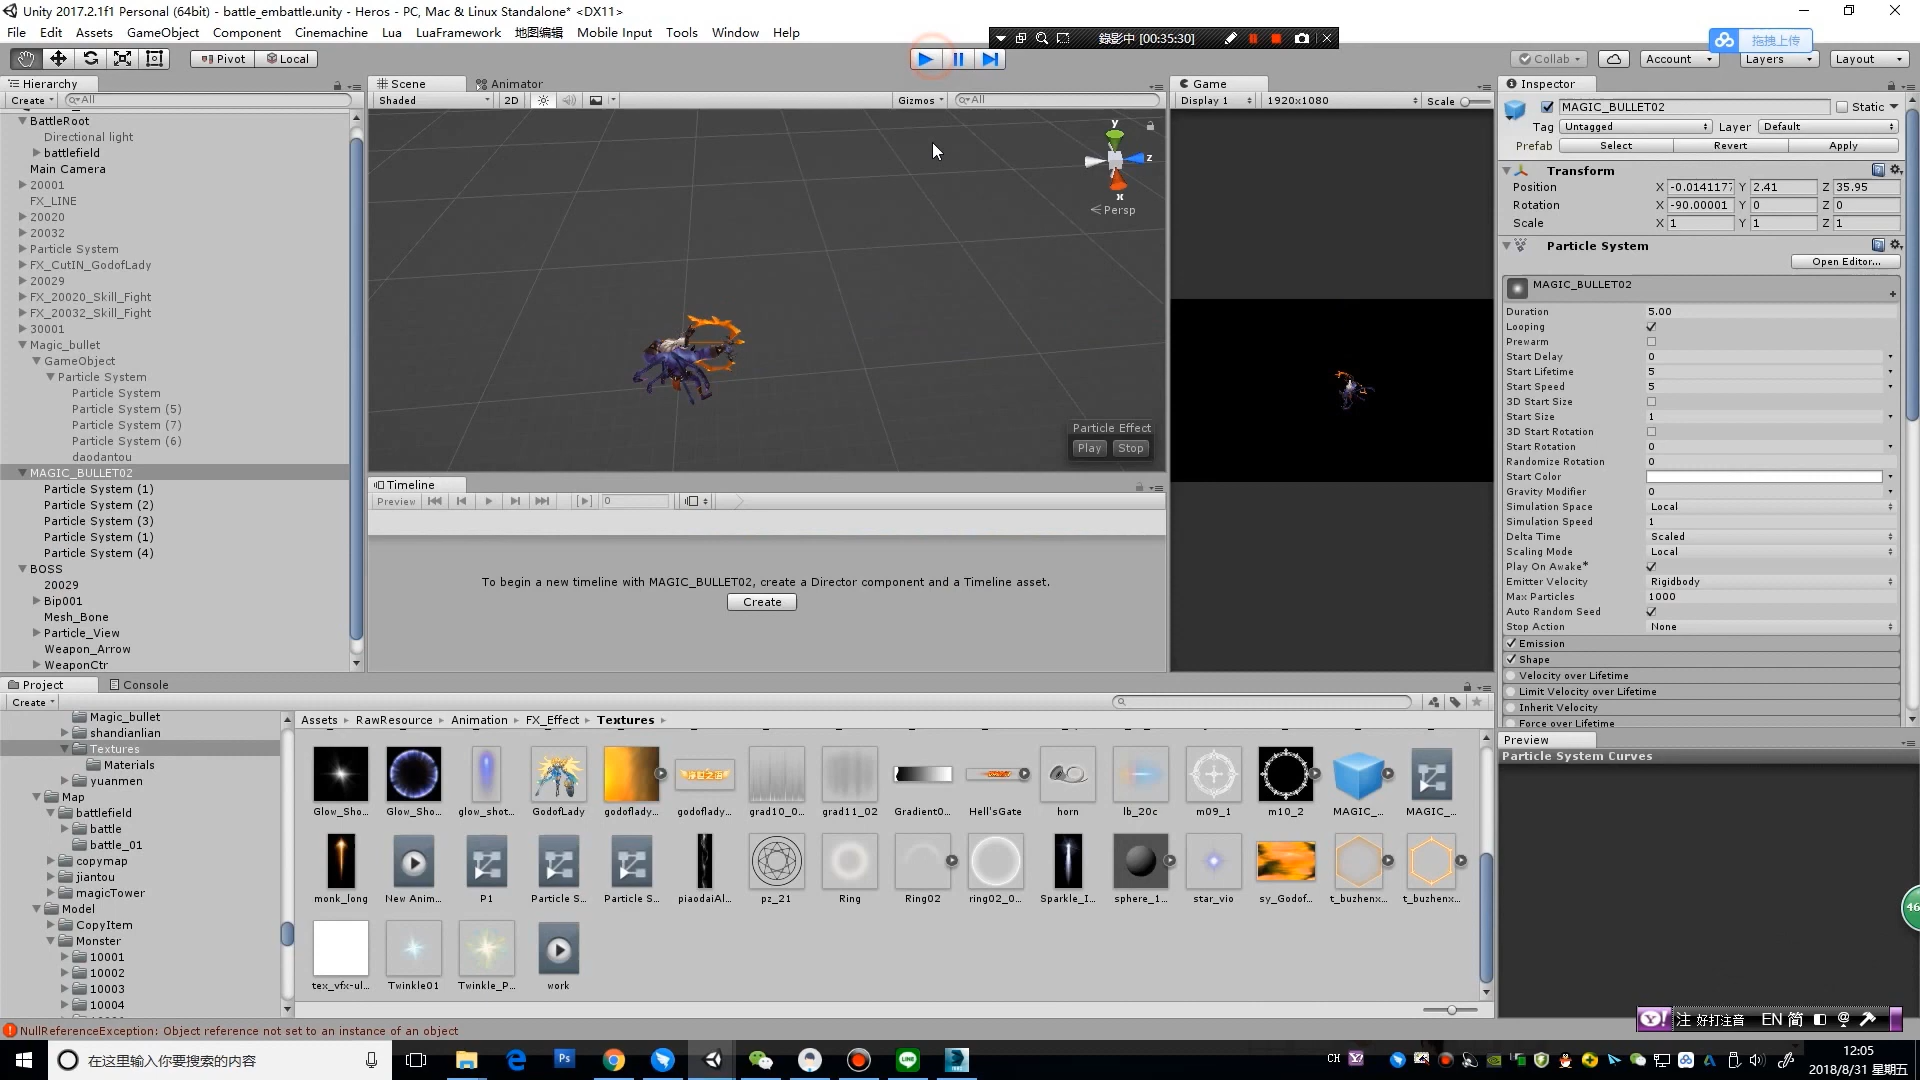 Unity 2017.2.1f1 Personal (64bit) - battle_embattle.unity - Heros - PC, Mac & Linux Standalone* <DX11>
File Edit Assets GameObject Component Cinemachine Lua LuaFramework 地图编辑 Mobile Input Tools Window Help
錄影中 [00:35:30]
拖拽上传
Pivot Local
Collab Account Layers Layout
Hierarchy
Create All
BattleRoot
Directional light
battlefield
Main Camera
20001
FX_LINE
20020
20032
Particle System
FX_CutIN_GodofLady
20029
FX_20020_Skill_Fight
FX_20032_Skill_Fight
30001
Magic_bullet
GameObject
Particle System
Particle System
Particle System (5)
Particle System (7)
Particle System (6)
daodantou
MAGIC_BULLET02
Particle System (1)
Particle System (2)
Particle System (3)
Particle System (1)
Particle System (4)
BOSS
20029
Bip001
Mesh_Bone
Particle_View
Weapon_Arrow
WeaponCtr
Scene Animator
Shaded 2D Gizmos All
y
z
x
Persp
Particle Effect
Play Stop
Timeline
Preview 0
To begin a new timeline with MAGIC_BULLET02, create a Director component and a Timeline asset.
Create
Game
Display 1 1920x1080 Scale
Inspector
MAGIC_BULLET02 Static
Tag Untagged Layer Default
Prefab Select Revert Apply
Transform
Position X -0.0141177 Y 2.41 Z 35.95
Rotation X -90.00001 Y 0 Z 0
Scale X 1 Y 1 Z 1
Particle System
Open Editor...
MAGIC_BULLET02
Duration 5.00
Looping
Prewarm
Start Delay 0
Start Lifetime 5
Start Speed 5
3D Start Size
Start Size 1
3D Start Rotation
Start Rotation 0
Randomize Rotation 0
Start Color
Gravity Modifier 0
Simulation Space Local
Simulation Speed 1
Delta Time Scaled
Scaling Mode Local
Play On Awake*
Emitter Velocity Rigidbody
Max Particles 1000
Auto Random Seed
Stop Action None
Emission
Shape
Velocity over Lifetime
Limit Velocity over Lifetime
Inherit Velocity
Force over Lifetime
Preview
Particle System Curves
Project Console
Create
Magic_bullet
shandianlian
Textures
Materials
yuanmen
Map
battlefield
battle
battle_01
copymap
jiantou
magicTower
Model
CopyItem
Monster
10001
10002
10003
10004
Assets RawResource Animation FX_Effect Textures
Glow_Sho... Glow_Sho... glow_shot... GodofLady godoflady... godoflady... grad10_0... grad11_02 Gradient0... Hell'sGate horn lb_20c m09_1 m10_2 MAGIC_... MAGIC_...
monk_long New Anim... P1 Particle S... Particle S... piaodaiAl... pz_21 Ring Ring02 ring02_0... Sparkle_I... sphere_1... star_vio sy_Godof... t_buzhenx... t_buzhenx...
tex_vfx-ul... Twinkle01 Twinkle_P... work
46
NullReferenceException: Object reference not set to an instance of an object
Y! 注 好打注音 EN 简
在这里输入你要搜索的内容
CH
12:05
2018/8/31 星期五